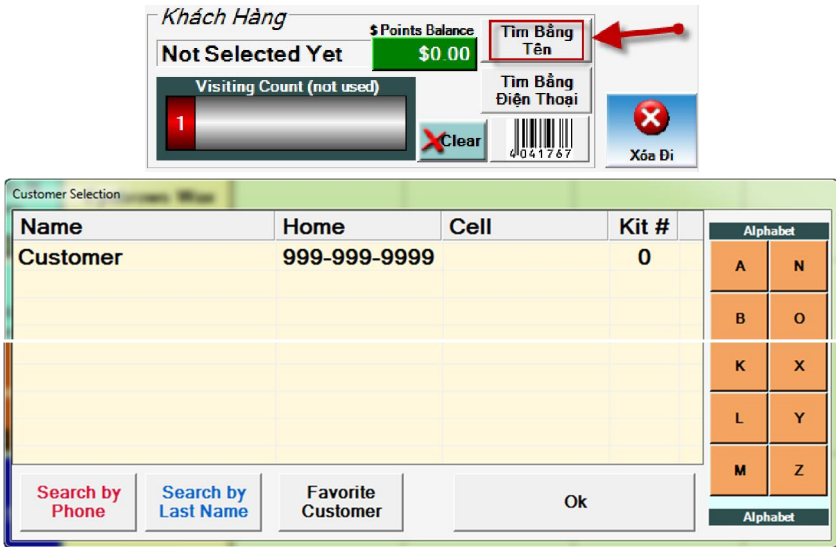 Khách Hàng
$ Points Balance
Not Selected Yet
$0.00
Tìm Bằng
Tên
Visiting Count (not used)
1
Tìm Bằng
Điện Thoại
Clear
4041767
Xóa Đi
Customer Selection
Name Home Cell Kit #
Customer 999-999-9999 0
Alphabet
A N
B O
K X
L Y
M Z
Alphabet
Search by
Phone
Search by
Last Name
Favorite
Customer
Ok